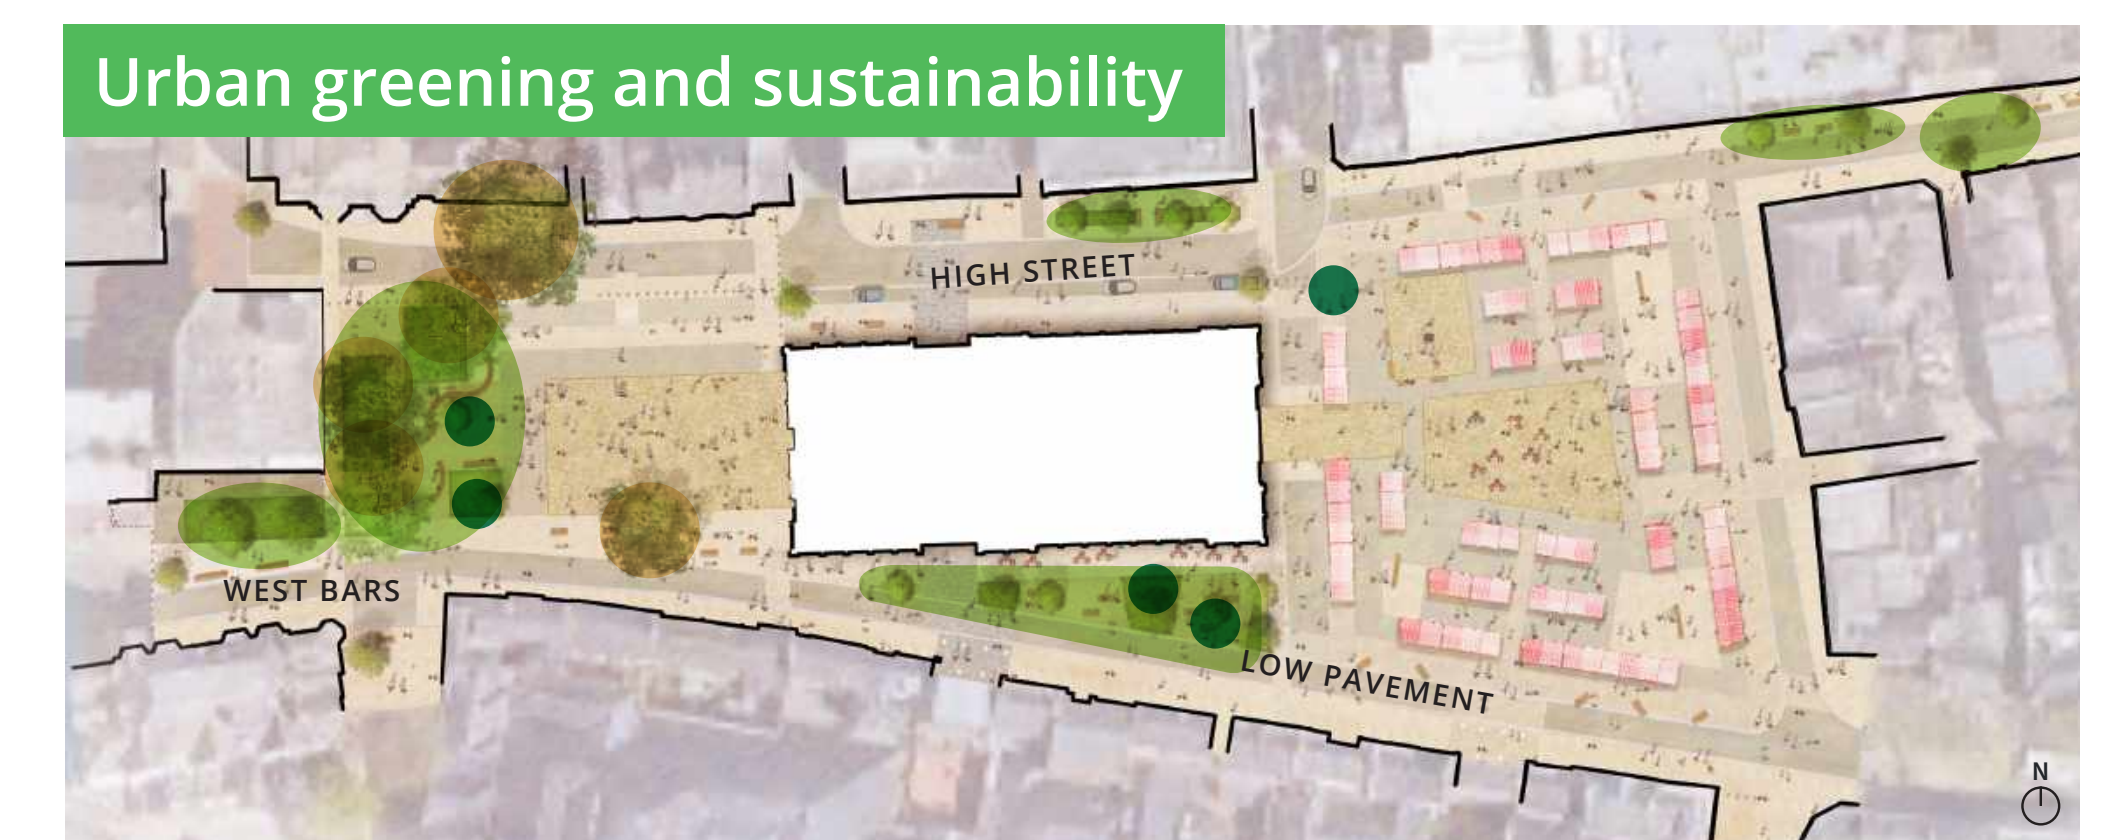 Urban greening and sustainability
HIGH STREET
WEST BARS
LOW PAVEMENT
N